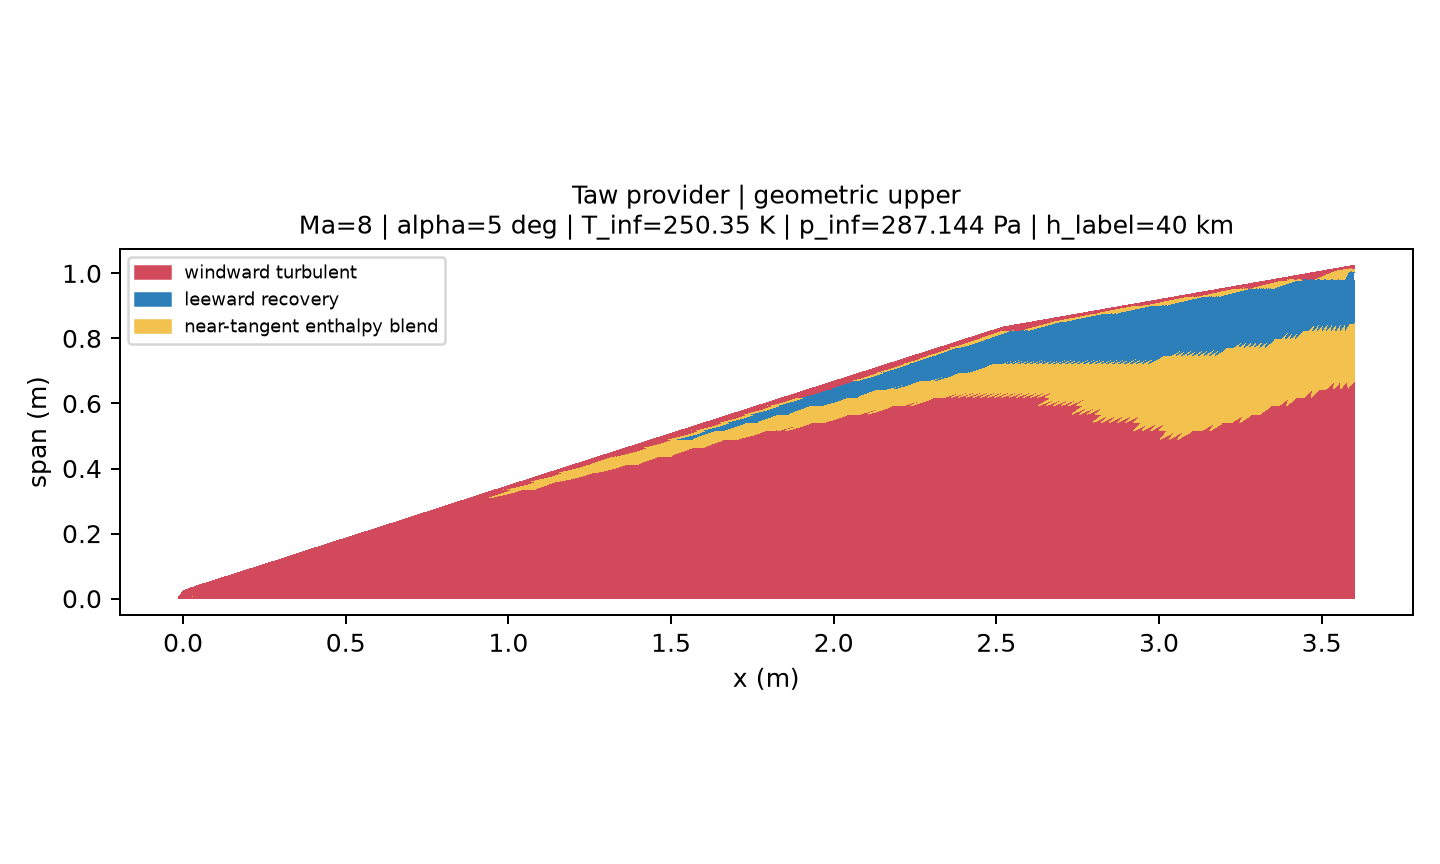 Taw provider | geometric upper
Ma=8 | alpha=5 deg | T_inf=250.35 K | p_inf=287.144 Pa | h_label=40 km
windward turbulent
leeward recovery
near-tangent enthalpy blend
span (m)
1.0
0.8
0.6
0.4
0.2
0.0
0.0 0.5 1.0 1.5 2.0 2.5 3.0 3.5
x (m)